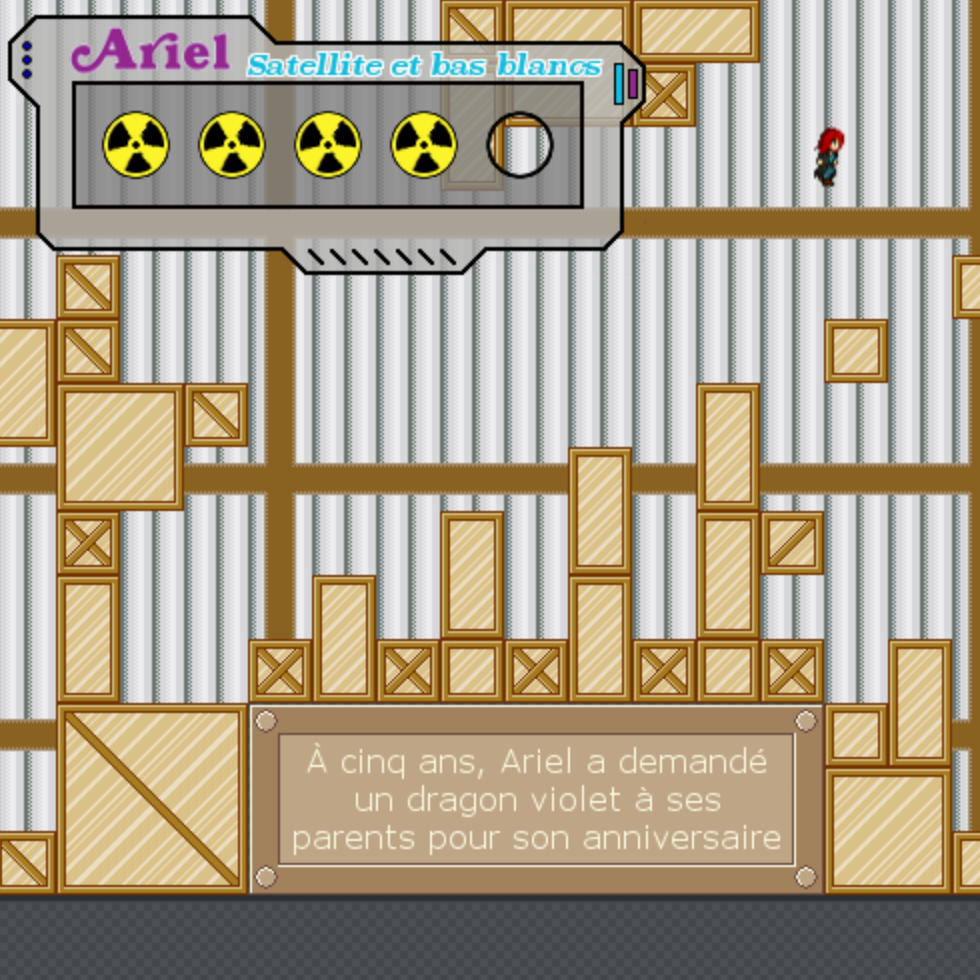 Ariel
Satellite et bas blancs
À cinq ans, Ariel a demandé
un dragon violet à ses
parents pour son anniversaire